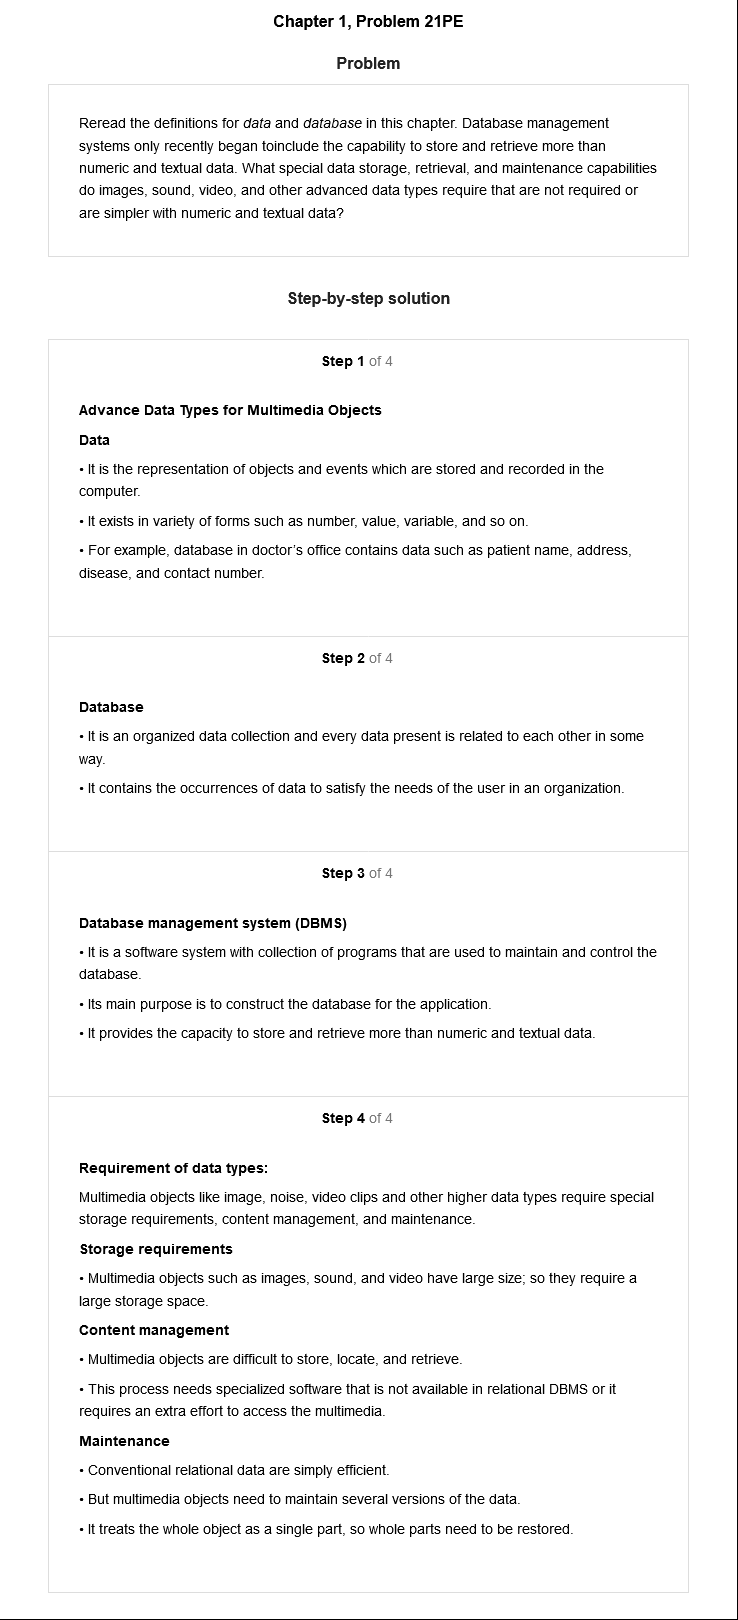 Chapter 1, Problem 21PE
Problem
Reread the definitions for data and database in this chapter. Database management
systems only recently began toinclude the capability to store and retrieve more than
numeric and textual data. What special data storage, retrieval, and maintenance capabilities
do images, sound, video, and other advanced data types require that are not required or
are simpler with numeric and textual data?
Step-by-step solution
Step 1 of 4
Advance Data Types for Multimedia Objects
Data
• It is the representation of objects and events which are stored and recorded in the
computer.
• It exists in variety of forms such as number, value, variable, and so on.
• For example, database in doctor's office contains data such as patient name, address,
disease, and contact number.
Step 2 of 4
Database
• It is an organized data collection and every data present is related to each other in some
way.
• It contains the occurrences of data to satisfy the needs of the user in an organization.
Step 3 of 4
Database management system (DBMS)
• It is a software system with collection of programs that are used to maintain and control the
database.
• Its main purpose is to construct the database for the application.
• It provides the capacity to store and retrieve more than numeric and textual data.
Step 4 of 4
Requirement of data types:
Multimedia objects like image, noise, video clips and other higher data types require special
storage requirements, content management, and maintenance.
Storage requirements
• Multimedia objects such as images, sound, and video have large size; so they require a
large storage space.
Content management
• Multimedia objects are difficult to store, locate, and retrieve.
• This process needs specialized software that is not available in relational DBMS or it
requires an extra effort to access the multimedia.
Maintenance
• Conventional relational data are simply efficient.
• But multimedia objects need to maintain several versions of the data.
• It treats the whole object as a single part, so whole parts need to be restored.